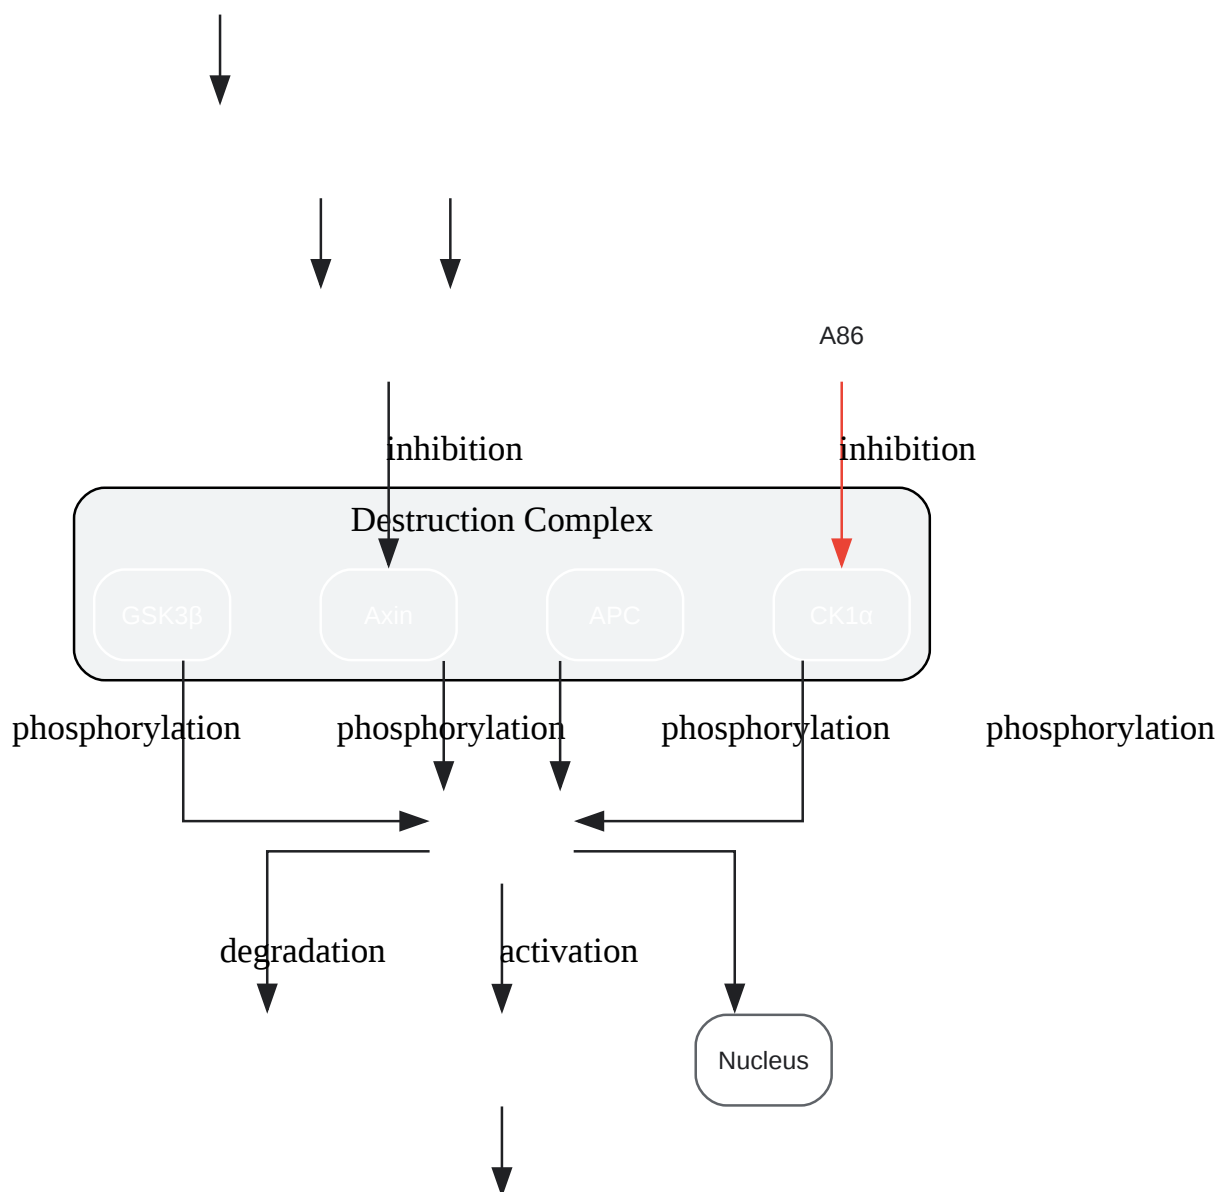 A86
inhibition
inhibition
Destruction Complex
GSK3β
Axin
APC
CK1α
phosphorylation
phosphorylation
phosphorylation
phosphorylation
degradation
activation
Nucleus